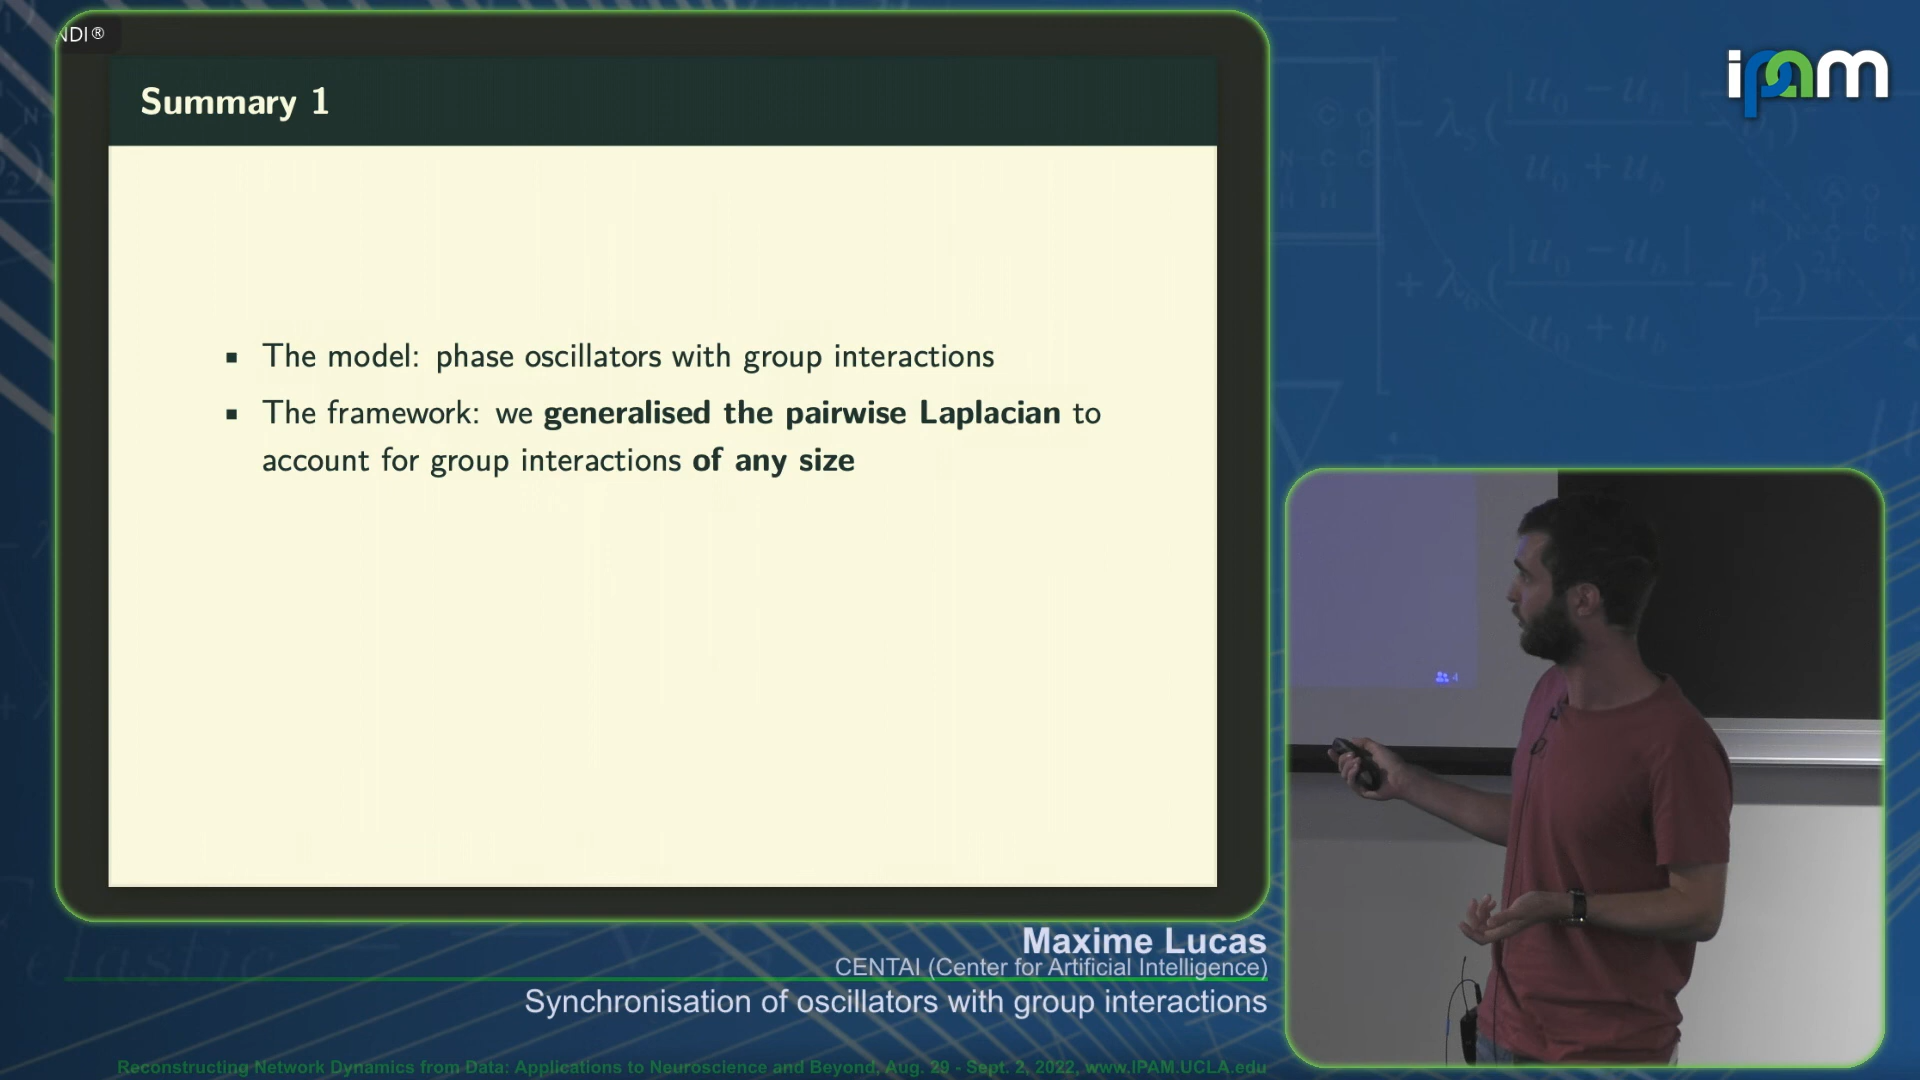 NDI®
ipam
Summary 1
▪ The model: phase oscillators with group interactions
▪ The framework: we generalised the pairwise Laplacian to
account for group interactions of any size
4
Maxime Lucas
CENTAI (Center for Artificial Intelligence)
Synchronisation of oscillators with group interactions
Reconstructing Network Dynamics from Data: Applications to Neuroscience and Beyond, Aug. 29 - Sept. 2, 2022, www.IPAM.UCLA.edu